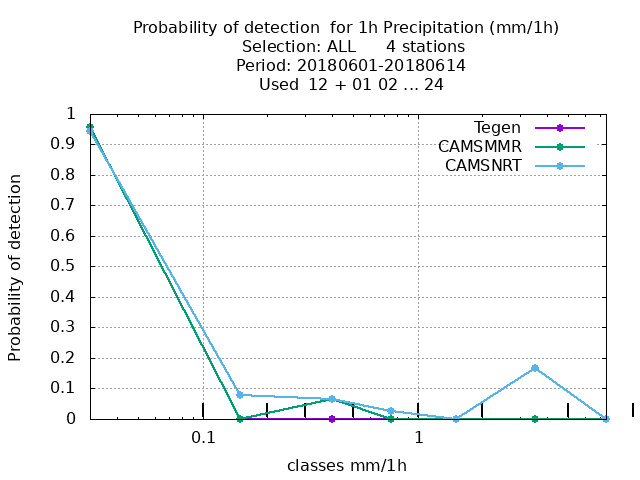 Probability of detection for 1h Precipitation (mm/1h)
Selection: ALL 4 stations
Period: 20180601-20180614
Used 12 + 01 02 ... 24
Tegen
CAMSMMR
CAMSNRT
1
0.9
0.8
0.7
0.6
0.5
0.4
0.3
0.2
0.1
0
Probability of detection
0.1 1
classes mm/1h